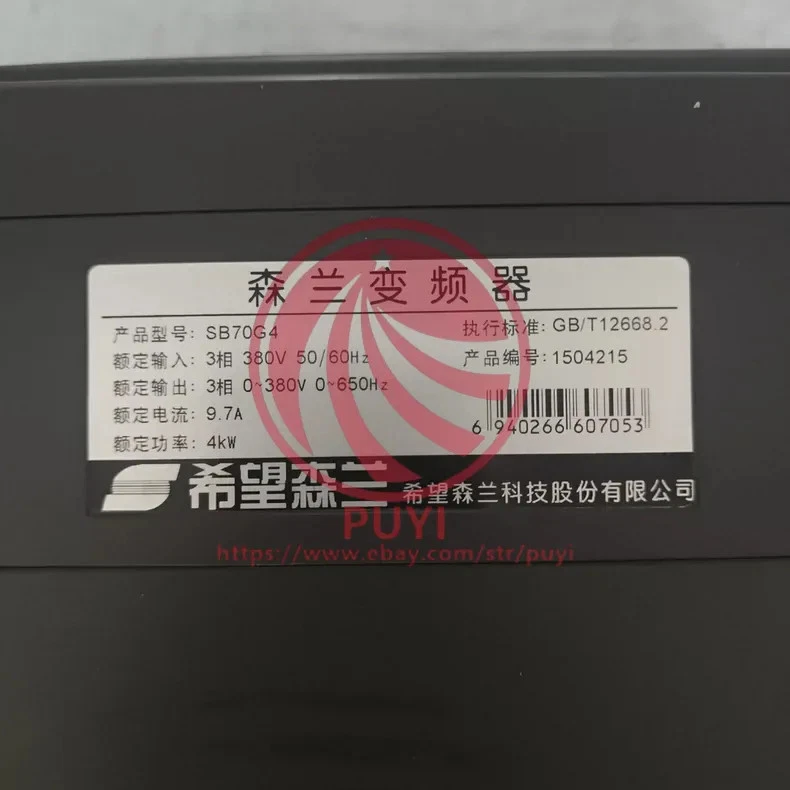 森兰变频器
产品型号: SB70G4
执行标准: GB/T12668.2
额定输入: 3相 380V 50/60Hz
产品编号: 1504215
额定输出: 3相 0~380V 0~650Hz
额定电流: 9.7A
额定功率: 4kW
6 940266 607053
希望森兰
希望森兰科技股份有限公司
PUYI
https://www.ebay.com/str/puyi